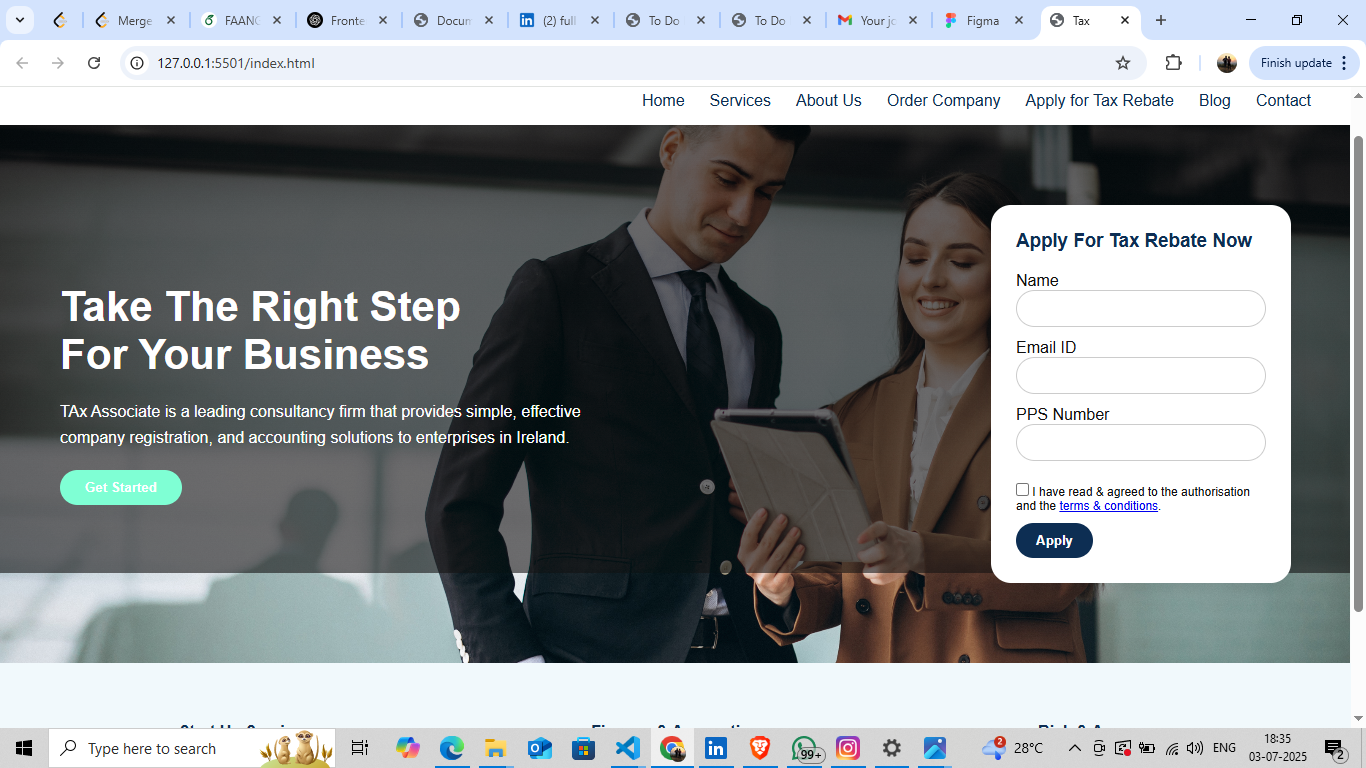 Merge
FAANG
Fronte
Docum
(2) full
To Do
To Do
Your jo
Figma
Tax
127.0.0.1:5501/index.html
Finish update
Home Services About Us Order Company Apply for Tax Rebate Blog Contact
Take The Right Step
For Your Business
TAx Associate is a leading consultancy firm that provides simple, effective
company registration, and accounting solutions to enterprises in Ireland.
Get Started
Apply For Tax Rebate Now
Name
Email ID
PPS Number
I have read & agreed to the authorisation
and the terms & conditions.
Apply
Type here to search
99+
2
28°C
ENG
18:35
03-07-2025
2